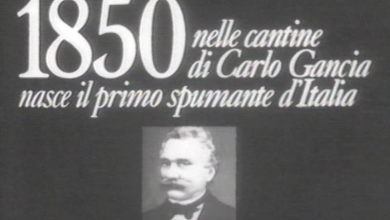 1850 nelle cantine
di Carlo Gancia
nasce il primo spumante d'Italia